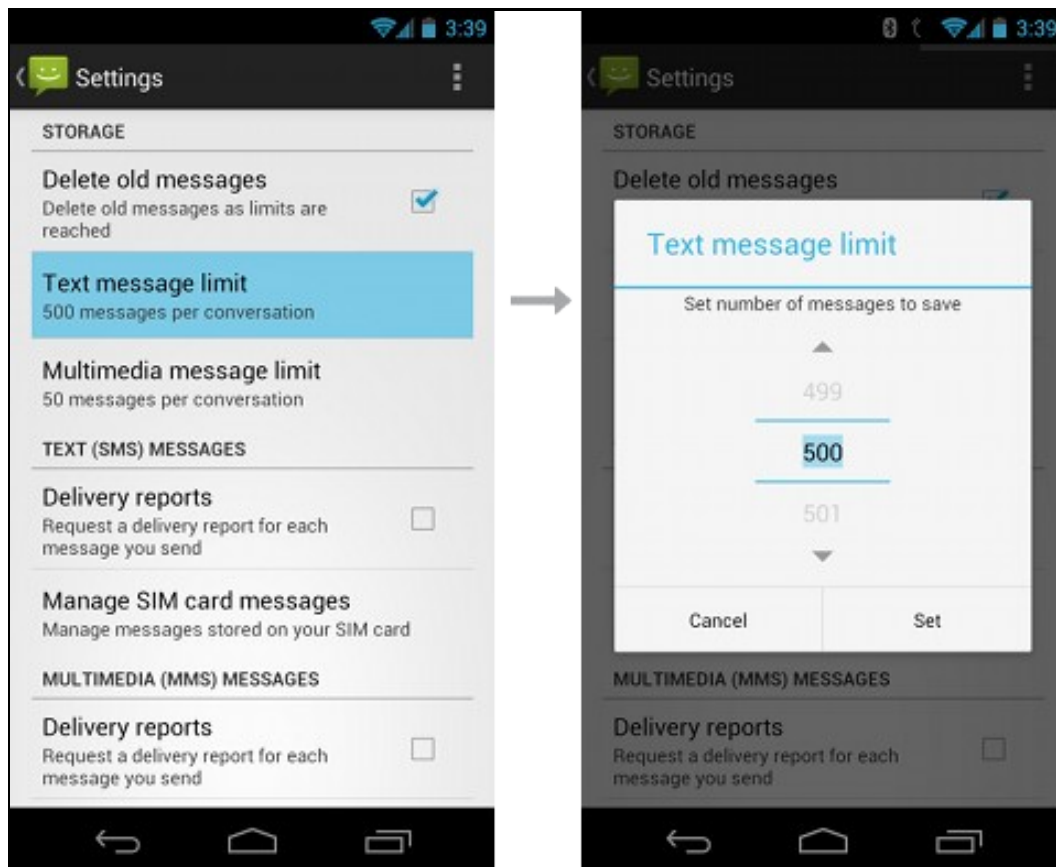 3:39
Settings
STORAGE
Delete old messages
Delete old messages as limits are
reached
Text message limit
500 messages per conversation
Multimedia message limit
50 messages per conversation
TEXT (SMS) MESSAGES
Delivery reports
Request a delivery report for each
message you send
Manage SIM card messages
Manage messages stored on your SIM card
MULTIMEDIA (MMS) MESSAGES
Delivery reports
Request a delivery report for each
message you send
3:39
Settings
STORAGE
Delete old messages
Text message limit
Set number of messages to save
499
500
501
Cancel
Set
MULTIMEDIA (MMS) MESSAGES
Delivery reports
Request a delivery report for each
message you send